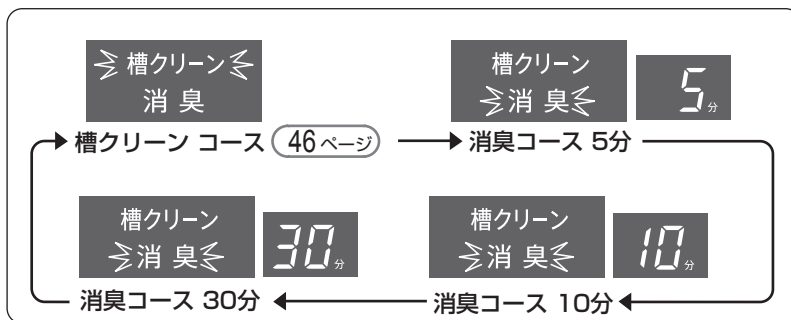 槽クリーン
消臭
槽クリーン コース 46ページ
槽クリーン
消臭
5分
消臭コース 5分
槽クリーン
消臭
30分
消臭コース 30分
槽クリーン
消臭
10分
消臭コース 10分